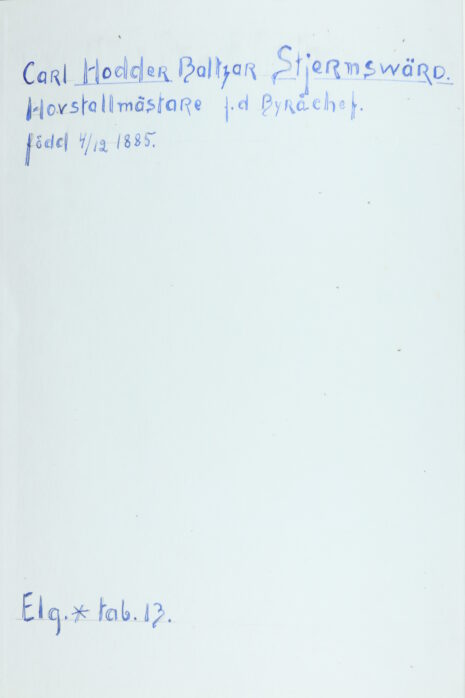 Carl Hodder Baltzar Stjernswärd.
Hovstallmästare f.d Byråchef.
född 4/12 1885.
Elg.* tab. 13.